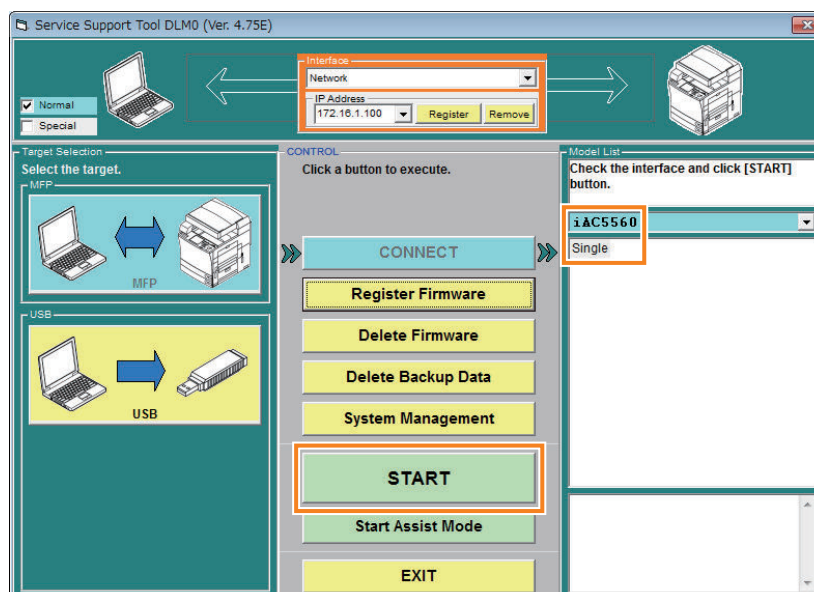 Service Support Tool DLM0 (Ver. 4.75E)
Interface
Network
IP Address
172.16.1.100
Register
Remove
Normal
Special
Target Selection
Select the target.
MFP
MFP
USB
USB
CONTROL
Click a button to execute.
CONNECT
Register Firmware
Delete Firmware
Delete Backup Data
System Management
START
Start Assist Mode
EXIT
Model List
Check the interface and click [START]
button.
iAC5560
Single